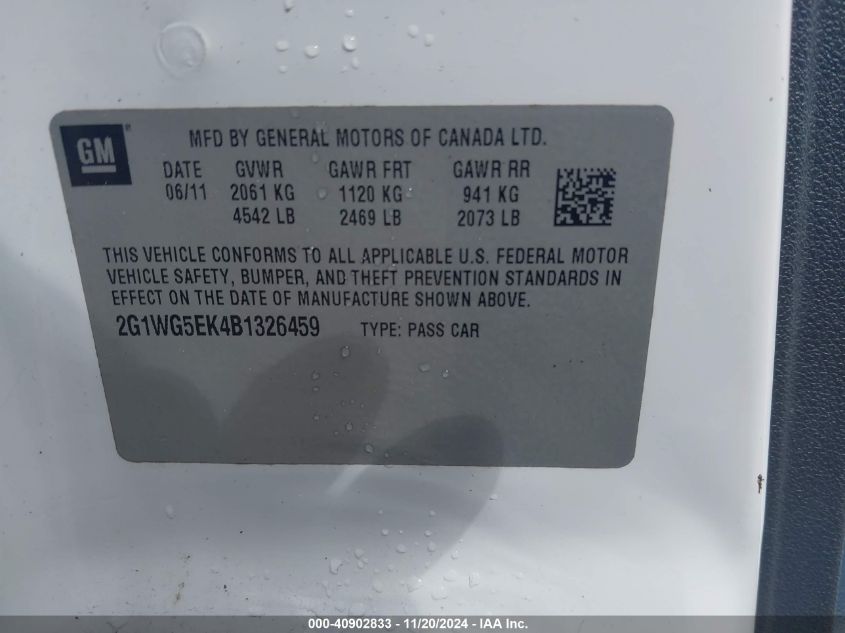 GM ®
MFD BY GENERAL MOTORS OF CANADA LTD.
DATE GVWR GAWR FRT GAWR RR
06/11 2061 KG 1120 KG 941 KG
4542 LB 2469 LB 2073 LB
THIS VEHICLE CONFORMS TO ALL APPLICABLE U.S. FEDERAL MOTOR
VEHICLE SAFETY, BUMPER, AND THEFT PREVENTION STANDARDS IN
EFFECT ON THE DATE OF MANUFACTURE SHOWN ABOVE.
2G1WG5EK4B1326459 TYPE: PASS CAR
000-40902833 - 11/20/2024 - IAA Inc.